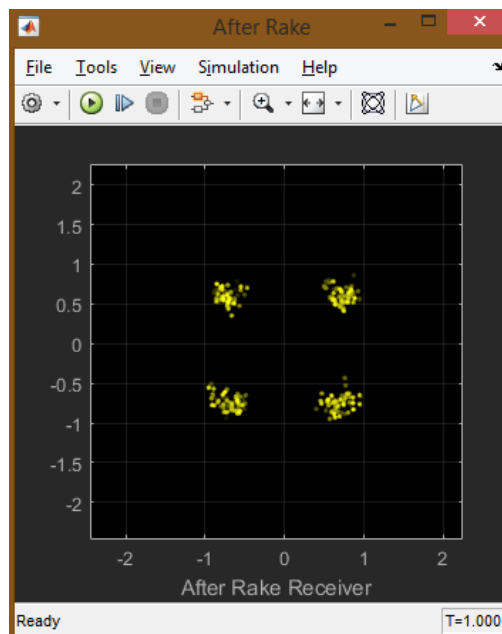 After Rake
File Tools View Simulation Help
2
1.5
1
0.5
0
-0.5
-1
-1.5
-2
-2 -1 0 1 2
After Rake Receiver
Ready T=1.000